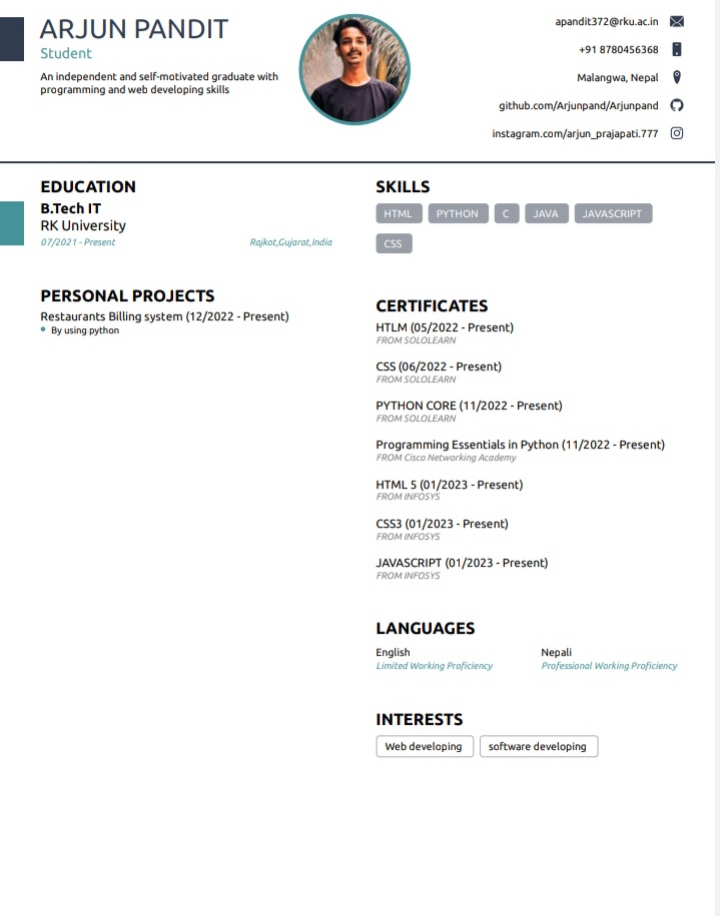 ARJUN PANDIT
Student
An independent and self-motivated graduate with
programming and web developing skills
apandit372@rku.ac.in
+91 8780456368
Malangwa, Nepal
github.com/Arjunpand/Arjunpand
instagram.com/arjun_prajapati.777
EDUCATION
B.Tech IT
RK University
07/2021 - Present
Rajkot,Gujarat,India
PERSONAL PROJECTS
Restaurants Billing system (12/2022 - Present)
By using python
SKILLS
HTML PYTHON C JAVA JAVASCRIPT
CSS
CERTIFICATES
HTLM (05/2022 - Present)
FROM SOLOLEARN
CSS (06/2022 - Present)
FROM SOLOLEARN
PYTHON CORE (11/2022 - Present)
FROM SOLOLEARN
Programming Essentials in Python (11/2022 - Present)
FROM Cisco Networking Academy
HTML 5 (01/2023 - Present)
FROM INFOSYS
CSS3 (01/2023 - Present)
FROM INFOSYS
JAVASCRIPT (01/2023 - Present)
FROM INFOSYS
LANGUAGES
English
Limited Working Proficiency
Nepali
Professional Working Proficiency
INTERESTS
Web developing software developing